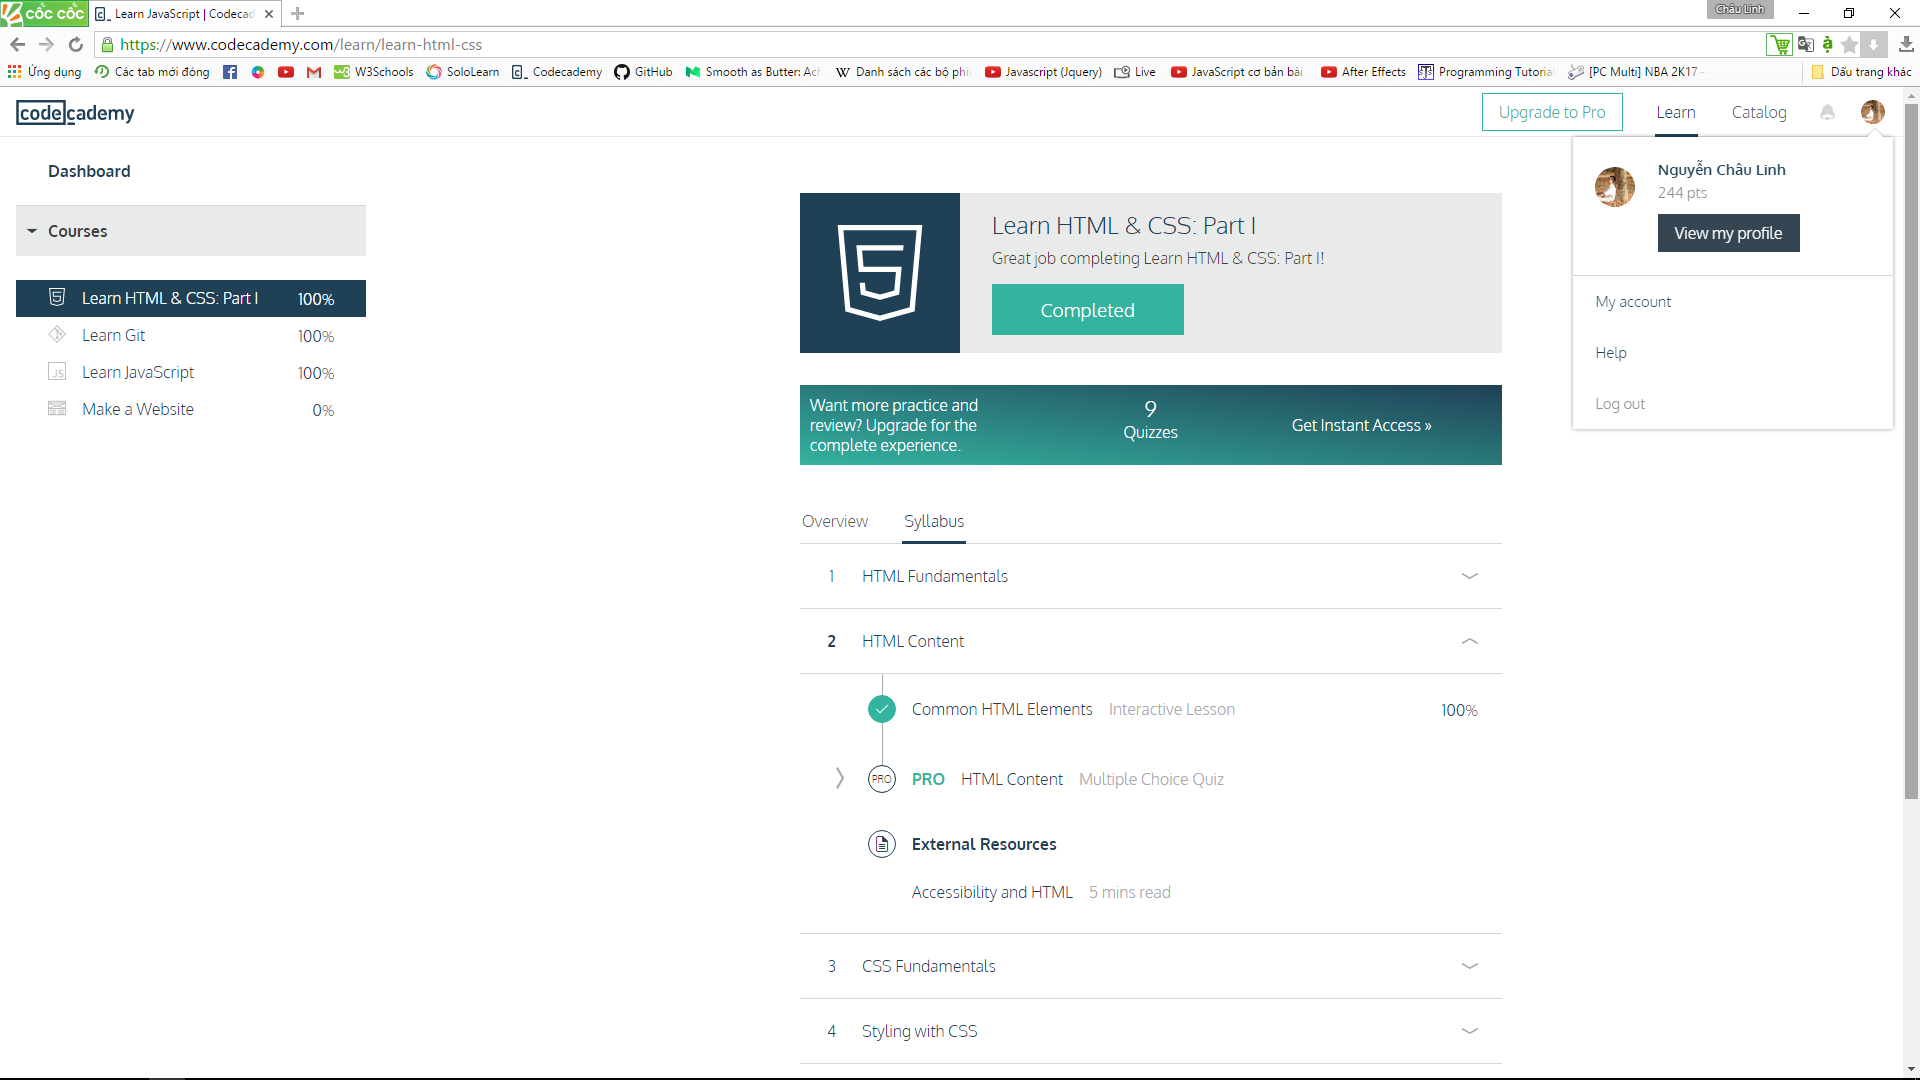 cốc cốc
Learn JavaScript | Codecad
Châu Linh
https://www.codecademy.com/learn/learn-html-css
Ứng dụng
Các tab mới đóng
W3Schools
SoloLearn
Codecademy
GitHub
Smooth as Butter: Ach
Danh sách các bộ phi
Javascript (Jquery)
Live
JavaScript cơ bản bài
After Effects
Programming Tutoria
[PC Multi] NBA 2K17 -
Dấu trang khác
codecademy
Upgrade to Pro
Learn
Catalog
Nguyễn Châu Linh
244 pts
View my profile
My account
Help
Log out
Dashboard
Courses
Learn HTML & CSS: Part I 100%
Learn Git 100%
Learn JavaScript 100%
Make a Website 0%
Learn HTML & CSS: Part I
Great job completing Learn HTML & CSS: Part I!
Completed
Want more practice and
review? Upgrade for the
complete experience.
9
Quizzes
Get Instant Access »
Overview
Syllabus
1 HTML Fundamentals
2 HTML Content
Common HTML Elements Interactive Lesson 100%
PRO PRO HTML Content Multiple Choice Quiz
External Resources
Accessibility and HTML 5 mins read
3 CSS Fundamentals
4 Styling with CSS